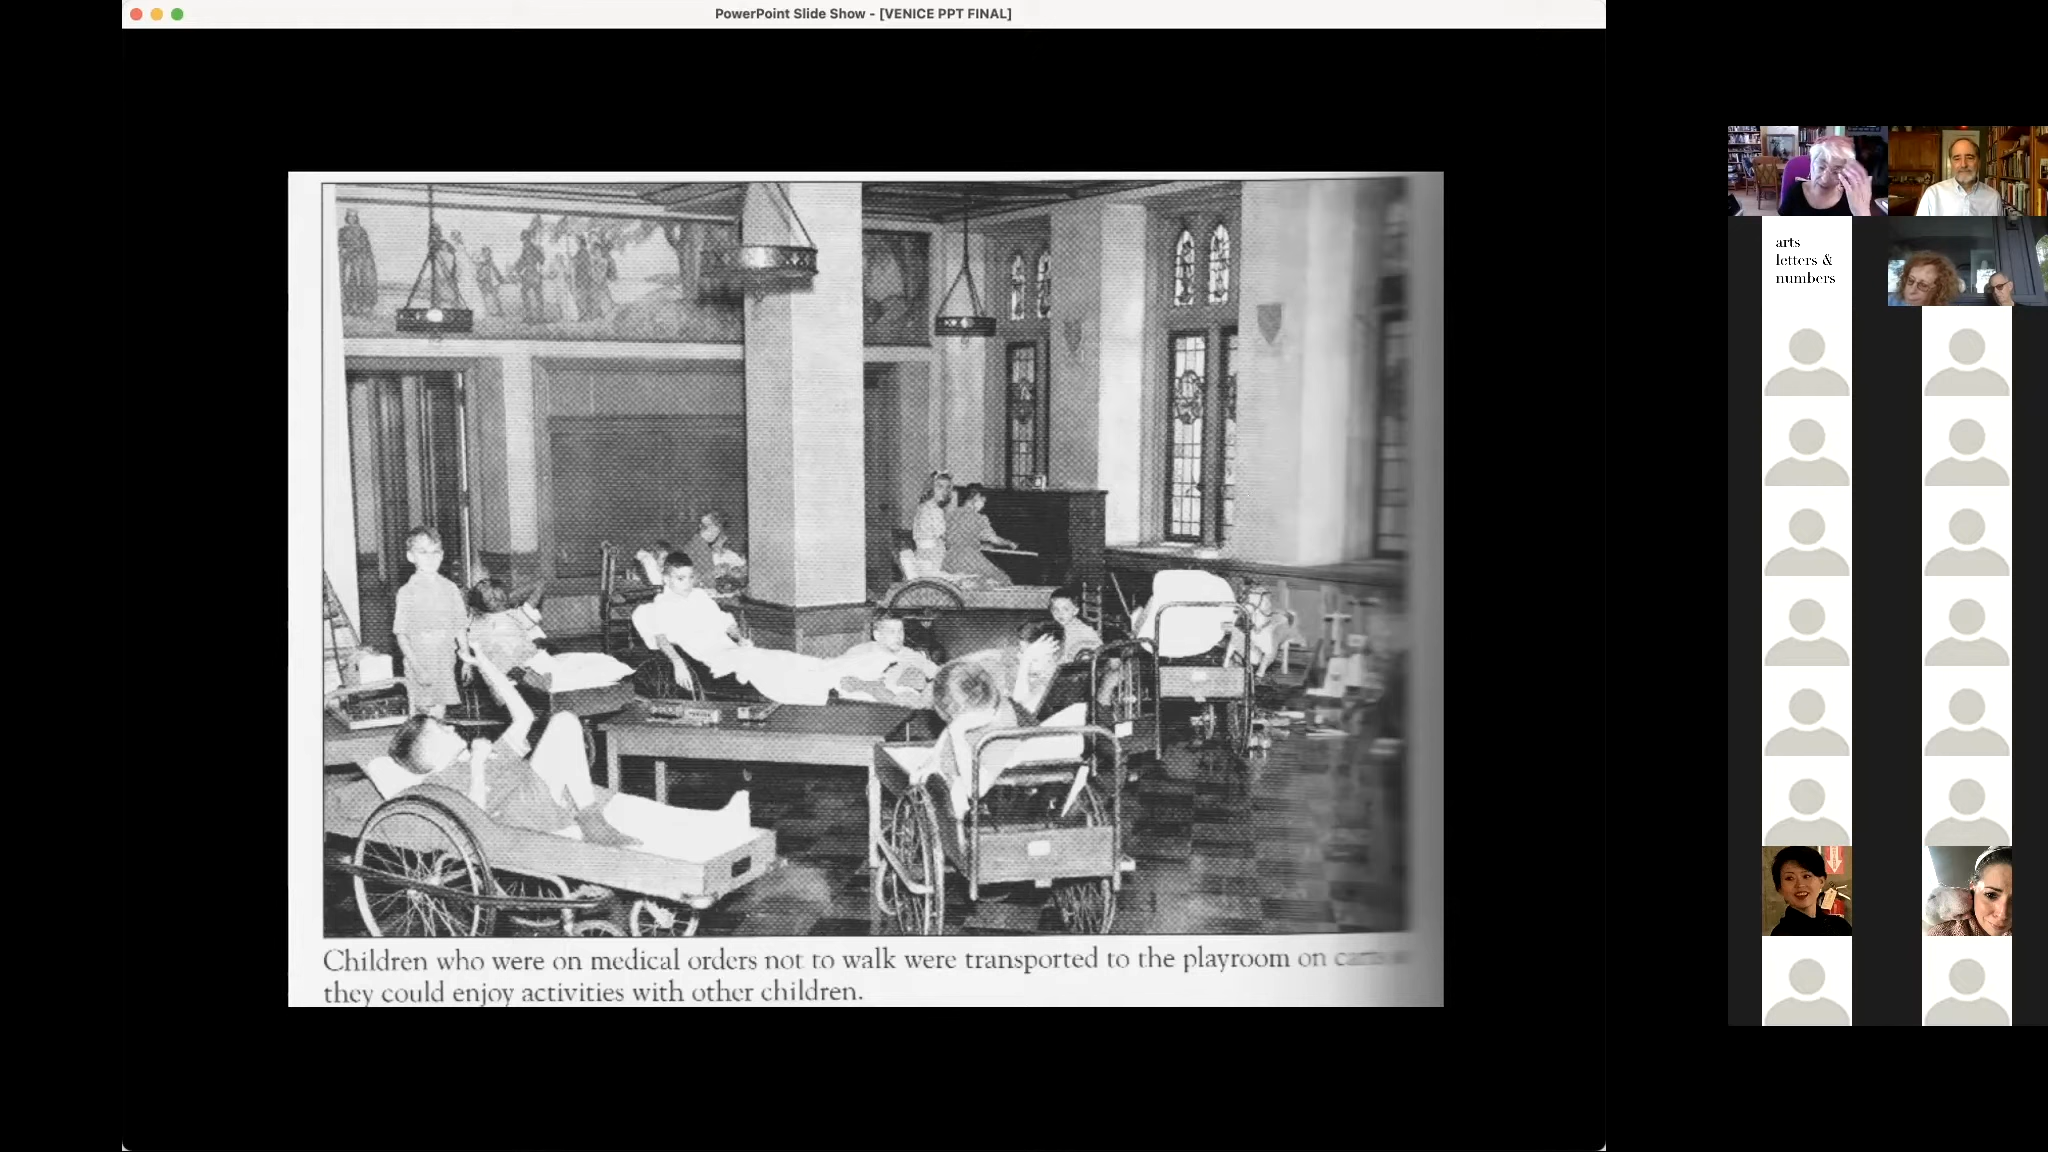 PowerPoint Slide Show - [VENICE PPT FINAL]
arts
letters &
numbers
Children who were on medical orders not to walk were transported to the playroom on
they could enjoy activities with other children.